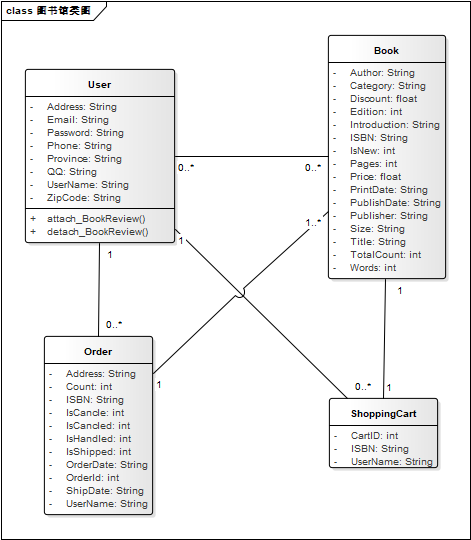 class 图书馆类图
User
- Address: String
- Email: String
- Password: String
- Phone: String
- Province: String
- QQ: String
- UserName: String
- ZipCode: String
+ attach_BookReview()
+ detach_BookReview()
Book
- Author: String
- Category: String
- Discount: float
- Edition: int
- Introduction: String
- ISBN: String
- IsNew: int
- Pages: int
- Price: float
- PrintDate: String
- PublishDate: String
- Publisher: String
- Size: String
- Title: String
- TotalCount: int
- Words: int
0..*
0..*
1..*
1
1
1
0..*
1
0..*
1
Order
- Address: String
- Count: int
- ISBN: String
- IsCancle: int
- IsCancled: int
- IsHandled: int
- IsShipped: int
- OrderDate: String
- OrderId: int
- ShipDate: String
- UserName: String
ShoppingCart
- CartID: int
- ISBN: String
- UserName: String